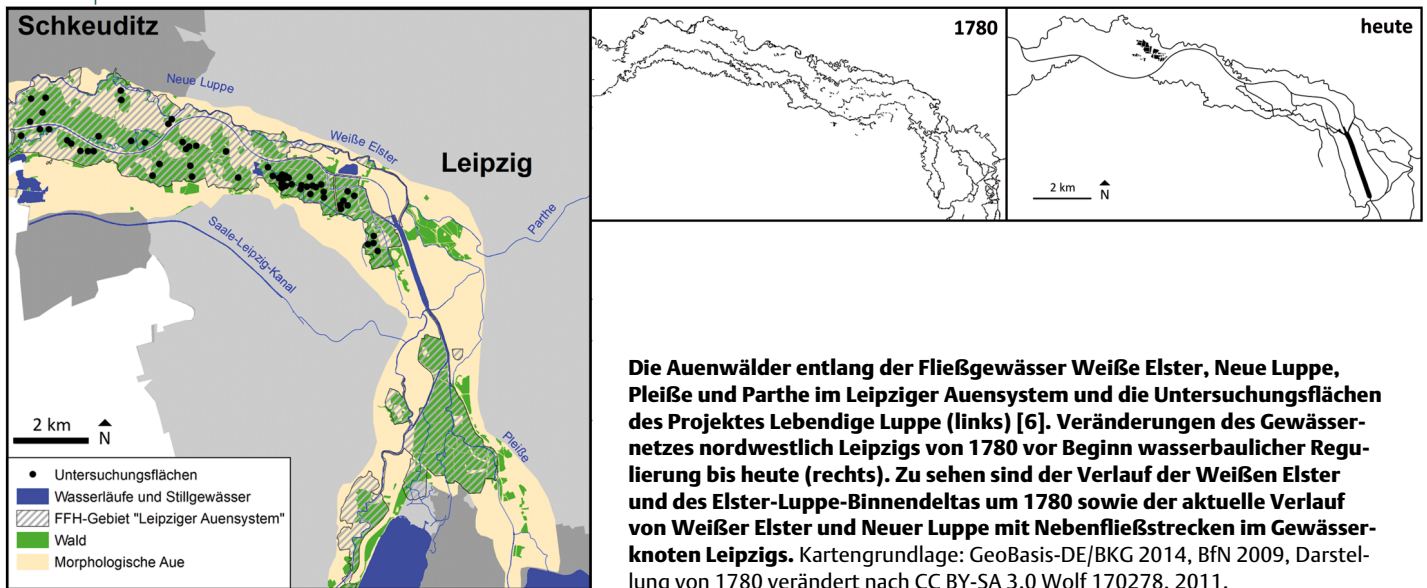 Schkeuditz
Neue Luppe
Weiße Elster
Leipzig
Parthe
Saale-Leipzig-Kanal
Pleiße
2 km
N
Untersuchungsflächen
Wasserläufe und Stillgewässer
FFH-Gebiet "Leipziger Auensystem"
Wald
Morphologische Aue
1780
heute
2 km
N
Die Auenwälder entlang der Fließgewässer Weiße Elster, Neue Luppe,
Pleiße und Parthe im Leipziger Auensystem und die Untersuchungsflächen
des Projektes Lebendige Luppe (links) [6]. Veränderungen des Gewässer-
netzes nordwestlich Leipzigs von 1780 vor Beginn wasserbaulicher Regu-
lierung bis heute (rechts). Zu sehen sind der Verlauf der Weißen Elster
und des Elster-Luppe-Binnendeltas um 1780 sowie der aktuelle Verlauf
von Weißer Elster und Neuer Luppe mit Nebenfließstrecken im Gewässer-
knoten Leipzigs. Kartengrundlage: GeoBasis-DE/BKG 2014, BfN 2009, Darstel-
lung von 1780 verändert nach CC BY-SA 3.0 Wolf 170278, 2011.